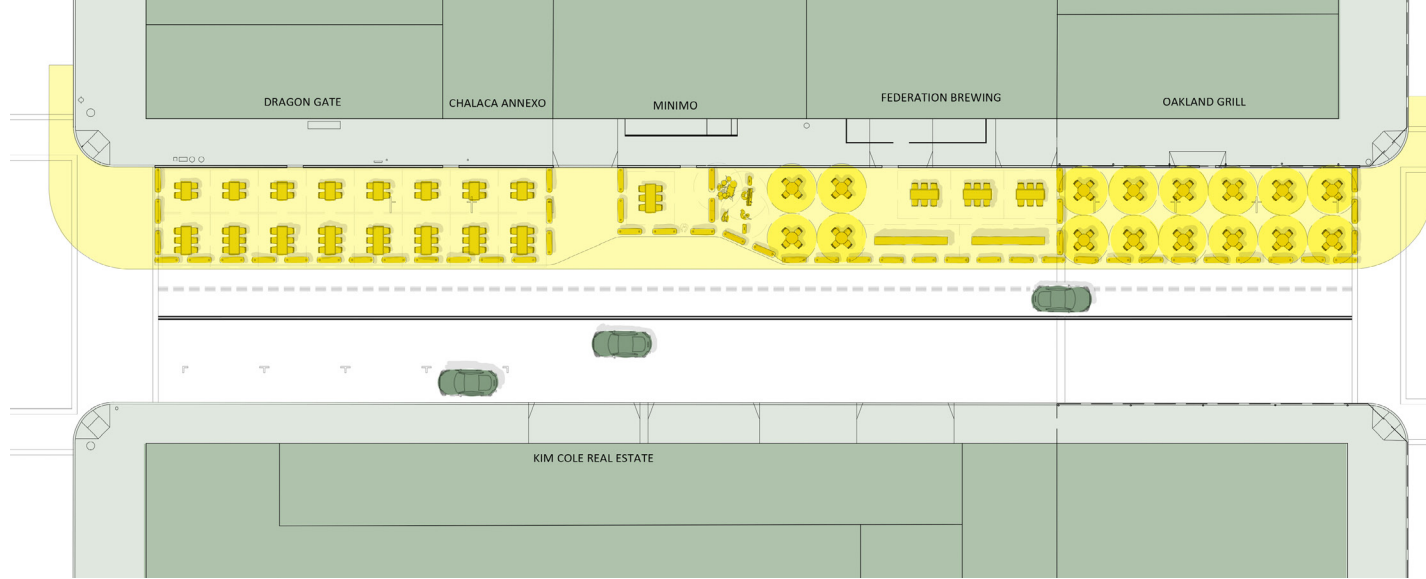 DRAGON GATE
CHALACA ANNEXO
MINIMO
FEDERATION BREWING
OAKLAND GRILL
KIM COLE REAL ESTATE